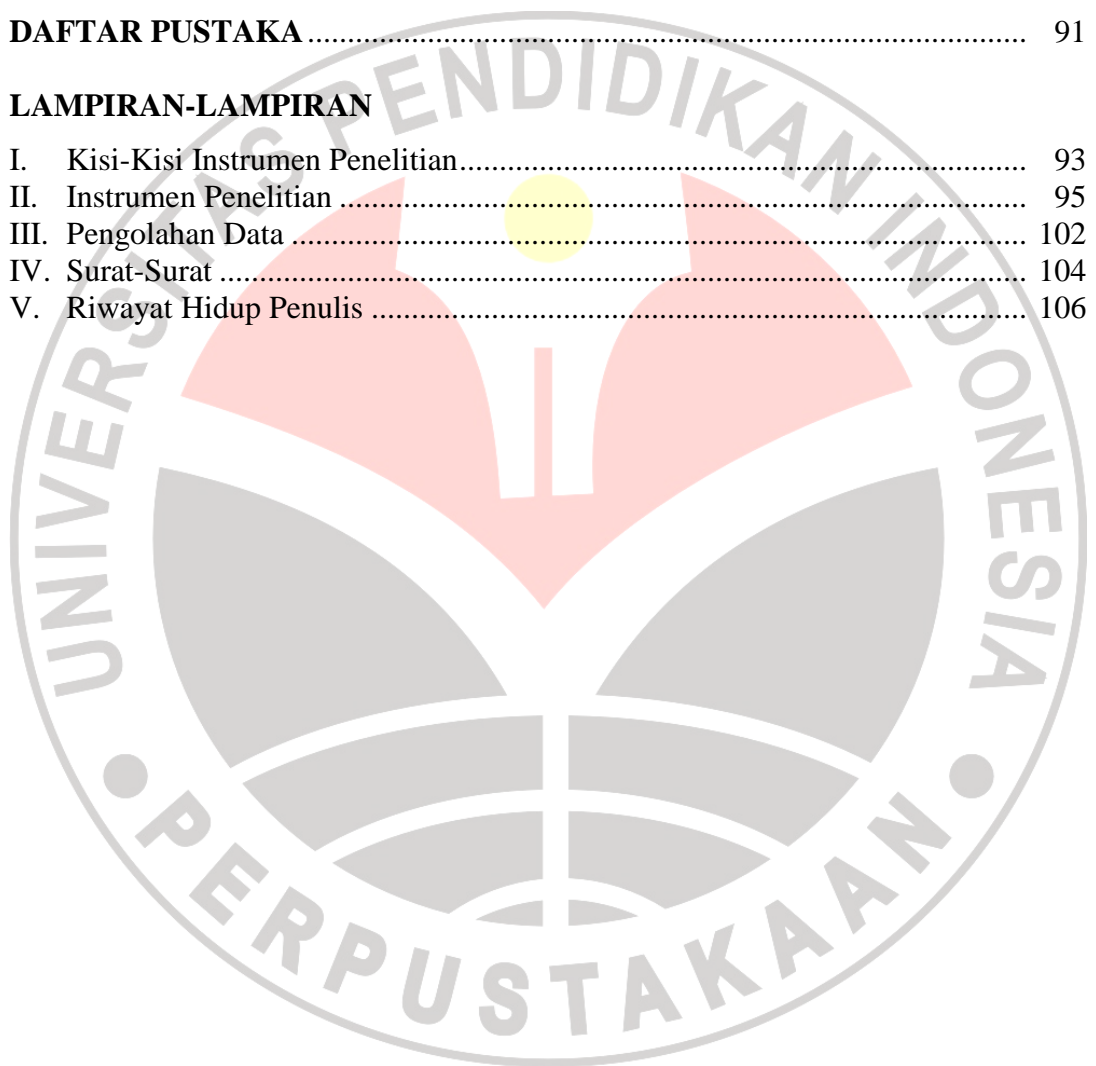 DAFTAR PUSTAKA ........................................................................................... 91
LAMPIRAN-LAMPIRAN
I. Kisi-Kisi Instrumen Penelitian........................................................................ 93
II. Instrumen Penelitian ....................................................................................... 95
III. Pengolahan Data ............................................................................................. 102
IV. Surat-Surat ...................................................................................................... 104
V. Riwayat Hidup Penulis ................................................................................... 106
UNIVERSITAS PENDIDIKAN INDONESIA
PERPUSTAKAAN